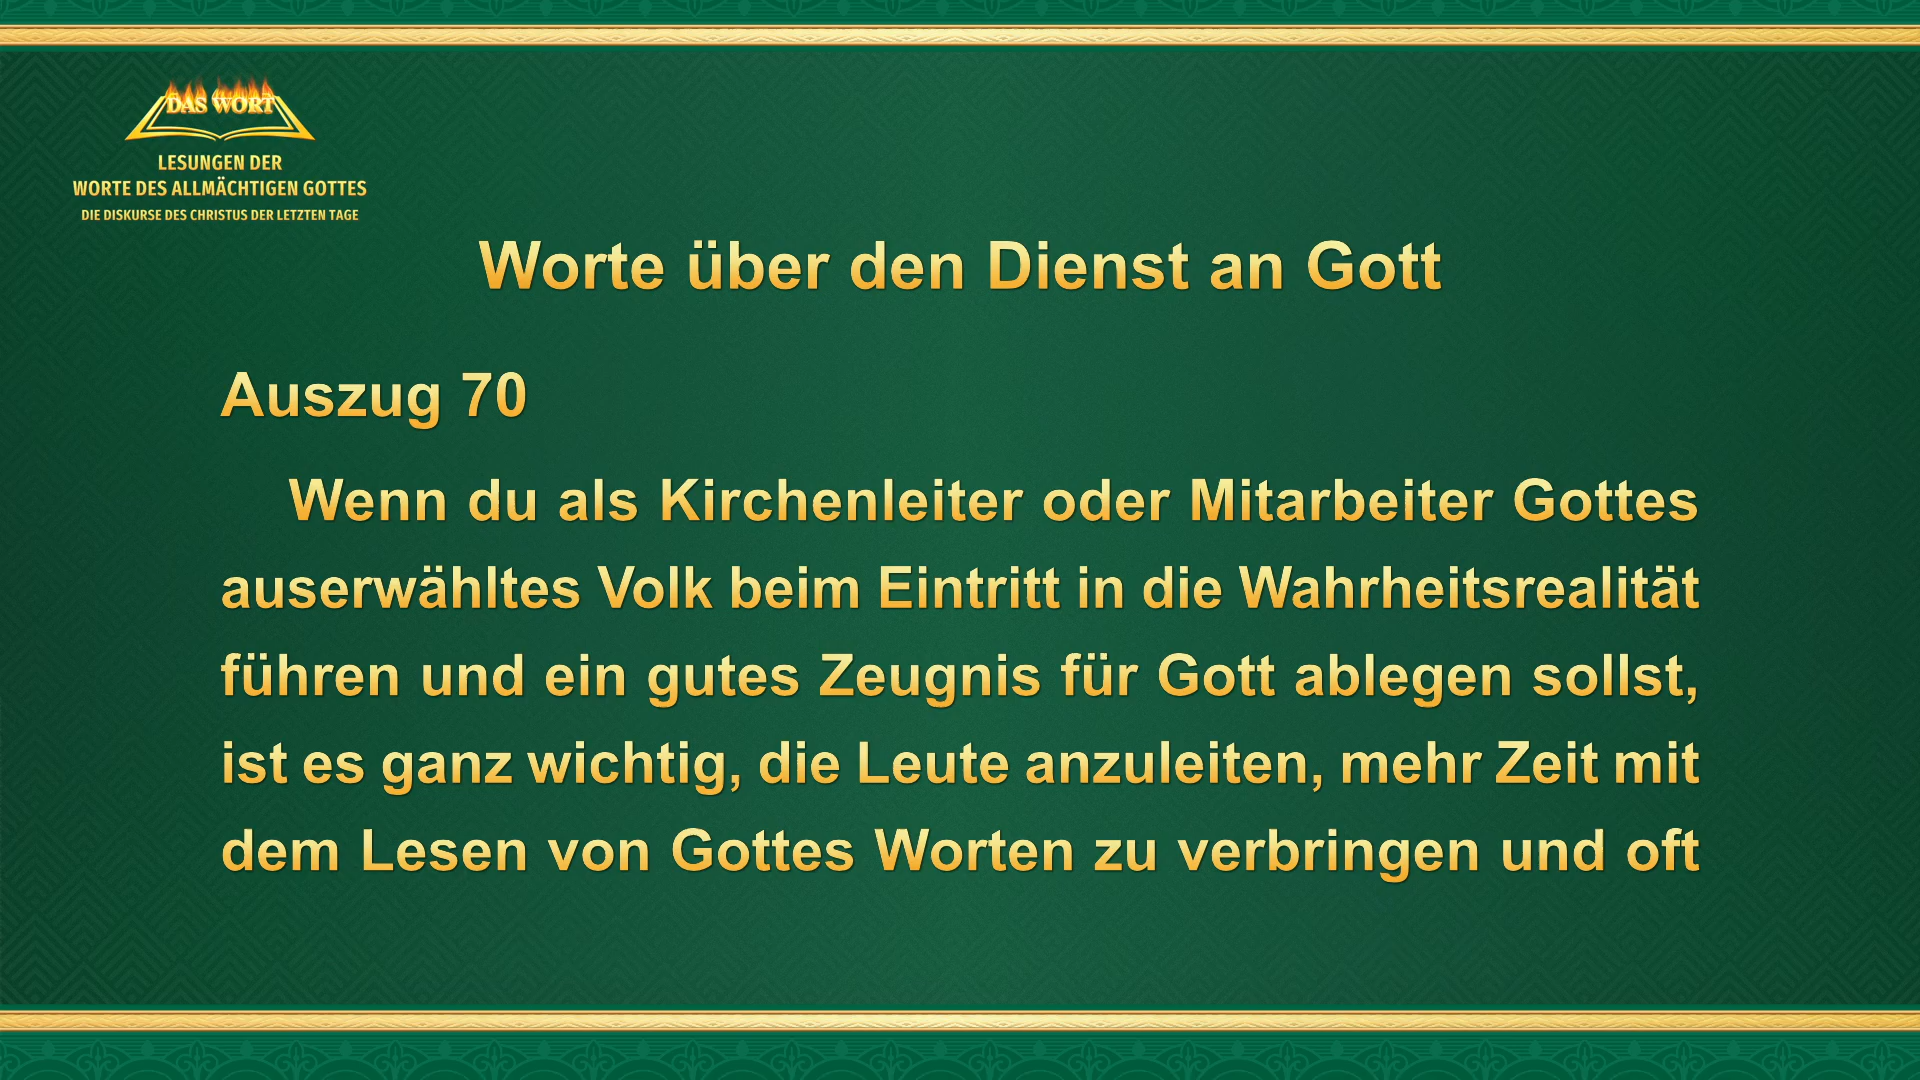 DAS WORT
LESUNGEN DER
WORTE DES ALLMÄCHTIGEN GOTTES
DIE DISKURSE DES CHRISTUS DER LETZTEN TAGE
Worte über den Dienst an Gott
Auszug 70
Wenn du als Kirchenleiter oder Mitarbeiter Gottes
auserwähltes Volk beim Eintritt in die Wahrheitsrealität
führen und ein gutes Zeugnis für Gott ablegen sollst,
ist es ganz wichtig, die Leute anzuleiten, mehr Zeit mit
dem Lesen von Gottes Worten zu verbringen und oft